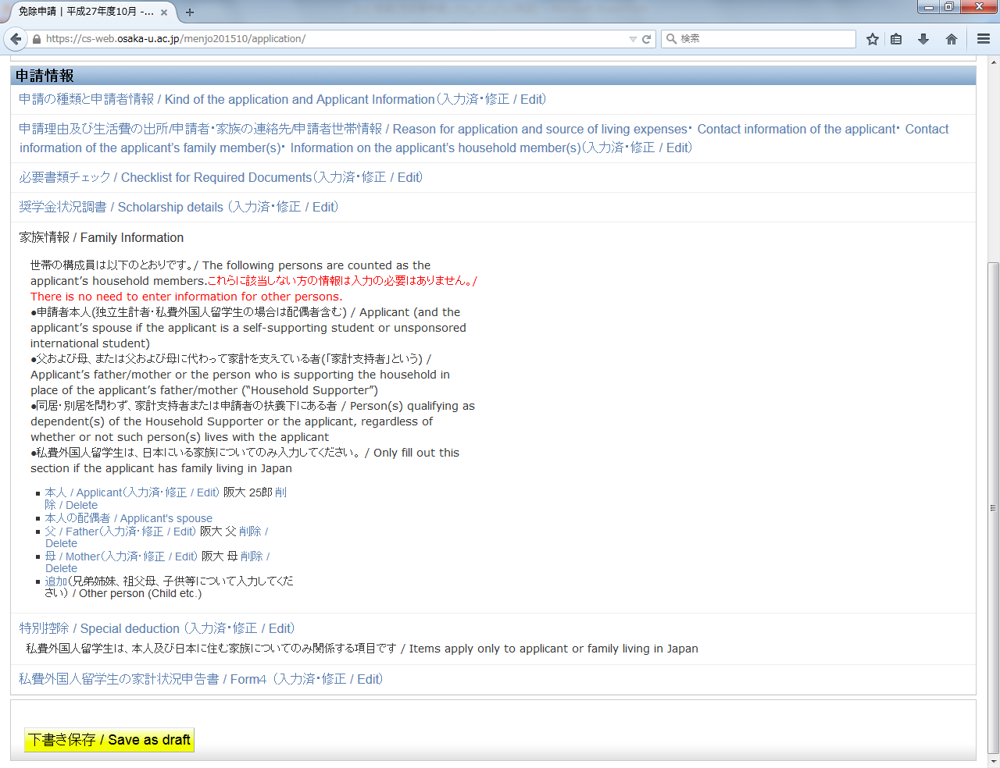 免除申請 | 平成27年度10月 -...
https://cs-web.osaka-u.ac.jp/menjo201510/application/
検索
申請情報
申請の種類と申請者情報 / Kind of the application and Applicant Information（入力済・修正 / Edit）
申請理由及び生活費の出所/申請者・家族の連絡先/申請者世帯情報 / Reason for application and source of living expenses・ Contact information of the applicant・ Contact
information of the applicant’s family member(s)・ Information on the applicant’s household member(s)（入力済・修正 / Edit）
必要書類チェック / Checklist for Required Documents（入力済・修正 / Edit）
奨学金状況調書 / Scholarship details （入力済・修正 / Edit）
家族情報 / Family Information
世帯の構成員は以下のとおりです。/ The following persons are counted as the
applicant’s household members.これらに該当しない方の情報は入力の必要はありません。/
There is no need to enter information for other persons.
●申請者本人(独立生計者・私費外国人留学生の場合は配偶者含む) / Applicant (and the
applicant’s spouse if the applicant is a self-supporting student or unsponsored
international student)
●父および母、または父および母に代わって家計を支えている者(「家計支持者」という) /
Applicant’s father/mother or the person who is supporting the household in
place of the applicant’s father/mother (“Household Supporter”)
●同居・別居を問わず、家計支持者または申請者の扶養下にある者 / Person(s) qualifying as
dependent(s) of the Household Supporter or the applicant, regardless of
whether or not such person(s) lives with the applicant
●私費外国人留学生は、日本にいる家族についてのみ入力してください。 / Only fill out this
section if the applicant has family living in Japan
本人 / Applicant（入力済・修正 / Edit） 阪大 25郎 削
除 / Delete
本人の配偶者 / Applicant's spouse
父 / Father（入力済・修正 / Edit） 阪大 父 削除 /
Delete
母 / Mother（入力済・修正 / Edit） 阪大 母 削除 /
Delete
追加（兄弟姉妹、祖父母、子供等について入力してくだ
さい） / Other person (Child etc.)
特別控除 / Special deduction （入力済・修正 / Edit）
私費外国人留学生は、本人及び日本に住む家族についてのみ関係する項目です / Items apply only to applicant or family living in Japan
私費外国人留学生の家計状況申告書 / Form4 （入力済・修正 / Edit）
下書き保存 / Save as draft